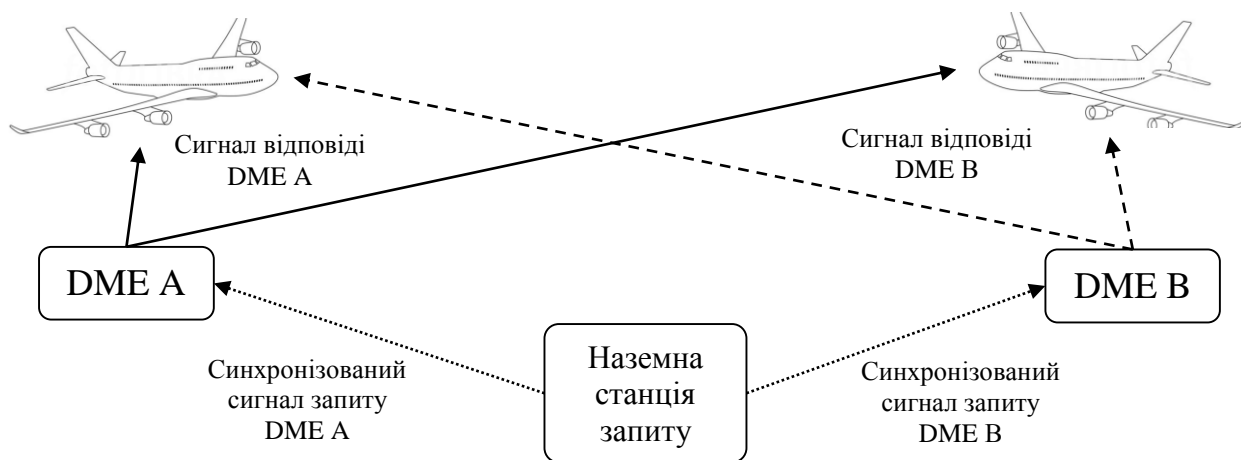 Сигнал відповіді
DME A
Сигнал відповіді
DME B
DME A
DME B
Синхронізований
сигнал запиту
DME A
Наземна
станція
запиту
Синхронізований
сигнал запиту
DME B